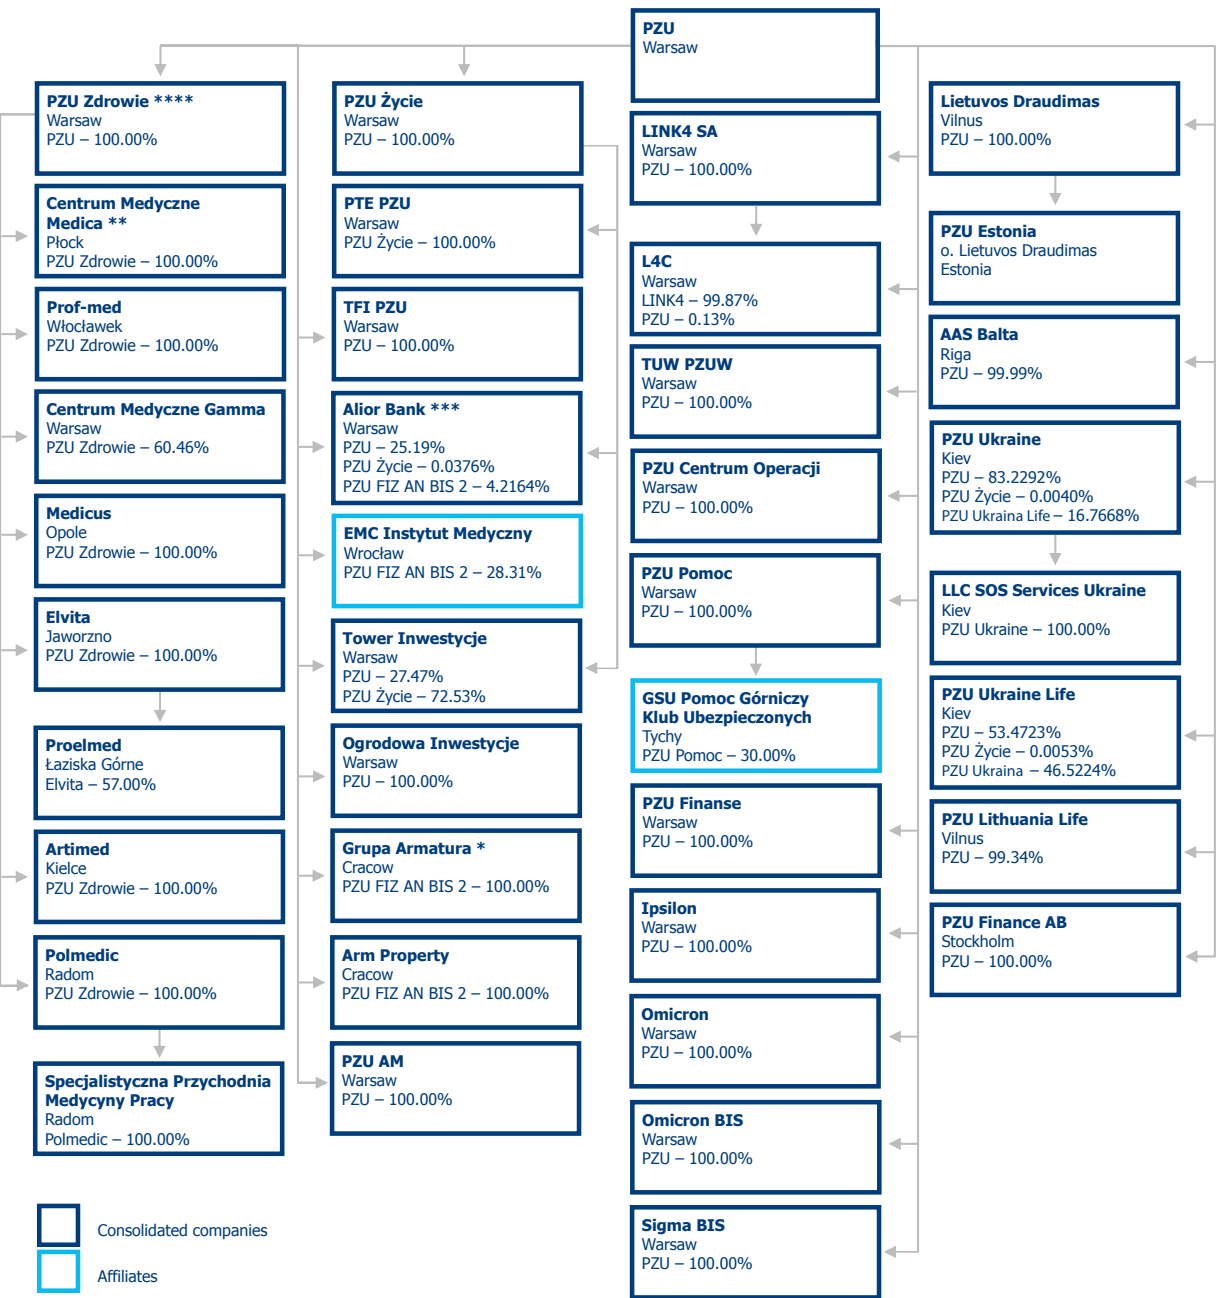 PZU
Warsaw
PZU Zdrowie ****
Warsaw
PZU – 100.00%
Centrum Medyczne
Medica **
Płock
PZU Zdrowie – 100.00%
Prof-med
Włocławek
PZU Zdrowie – 100.00%
Centrum Medyczne Gamma
Warsaw
PZU Zdrowie – 60.46%
Medicus
Opole
PZU Zdrowie – 100.00%
Elvita
Jaworzno
PZU Zdrowie – 100.00%
Proelmed
Łaziska Górne
Elvita – 57.00%
Artimed
Kielce
PZU Zdrowie – 100.00%
Polmedic
Radom
PZU Zdrowie – 100.00%
Specjalistyczna Przychodnia
Medycyny Pracy
Radom
Polmedic – 100.00%
PZU Życie
Warsaw
PZU – 100.00%
PTE PZU
Warsaw
PZU Życie – 100.00%
TFI PZU
Warsaw
PZU – 100.00%
Alior Bank ***
Warsaw
PZU – 25.19%
PZU Życie – 0.0376%
PZU FIZ AN BIS 2 – 4.2164%
EMC Instytut Medyczny
Wrocław
PZU FIZ AN BIS 2 – 28.31%
Tower Inwestycje
Warsaw
PZU – 27.47%
PZU Życie – 72.53%
Ogrodowa Inwestycje
Warsaw
PZU – 100.00%
Grupa Armatura *
Cracow
PZU FIZ AN BIS 2 – 100.00%
Arm Property
Cracow
PZU FIZ AN BIS 2 – 100.00%
PZU AM
Warsaw
PZU – 100.00%
LINK4 SA
Warsaw
PZU – 100.00%
L4C
Warsaw
LINK4 – 99.87%
PZU – 0.13%
TUW PZUW
Warsaw
PZU – 100.00%
PZU Centrum Operacji
Warsaw
PZU – 100.00%
PZU Pomoc
Warsaw
PZU – 100.00%
GSU Pomoc Górniczy
Klub Ubezpieczonych
Tychy
PZU Pomoc – 30.00%
PZU Finanse
Warsaw
PZU – 100.00%
Ipsilon
Warsaw
PZU – 100.00%
Omicron
Warsaw
PZU – 100.00%
Omicron BIS
Warsaw
PZU – 100.00%
Sigma BIS
Warsaw
PZU – 100.00%
Lietuvos Draudimas
Vilnus
PZU – 100.00%
PZU Estonia
o. Lietuvos Draudimas
Estonia
AAS Balta
Riga
PZU – 99.99%
PZU Ukraine
Kiev
PZU – 83.2292%
PZU Życie – 0.0040%
PZU Ukraina Life – 16.7668%
LLC SOS Services Ukraine
Kiev
PZU Ukraine – 100.00%
PZU Ukraine Life
Kiev
PZU – 53.4723%
PZU Życie – 0.0053%
PZU Ukraina – 46.5224%
PZU Lithuania Life
Vilnus
PZU – 99.34%
PZU Finance AB
Stockholm
PZU – 100.00%
Consolidated companies
Affiliates